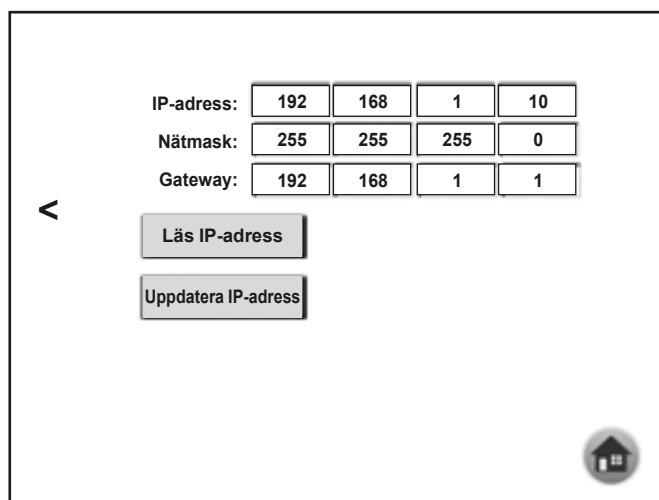 IP-adress: 192 168 1 10
Nätmask: 255 255 255 0
Gateway: 192 168 1 1
<
Läs IP-adress
Uppdatera IP-adress